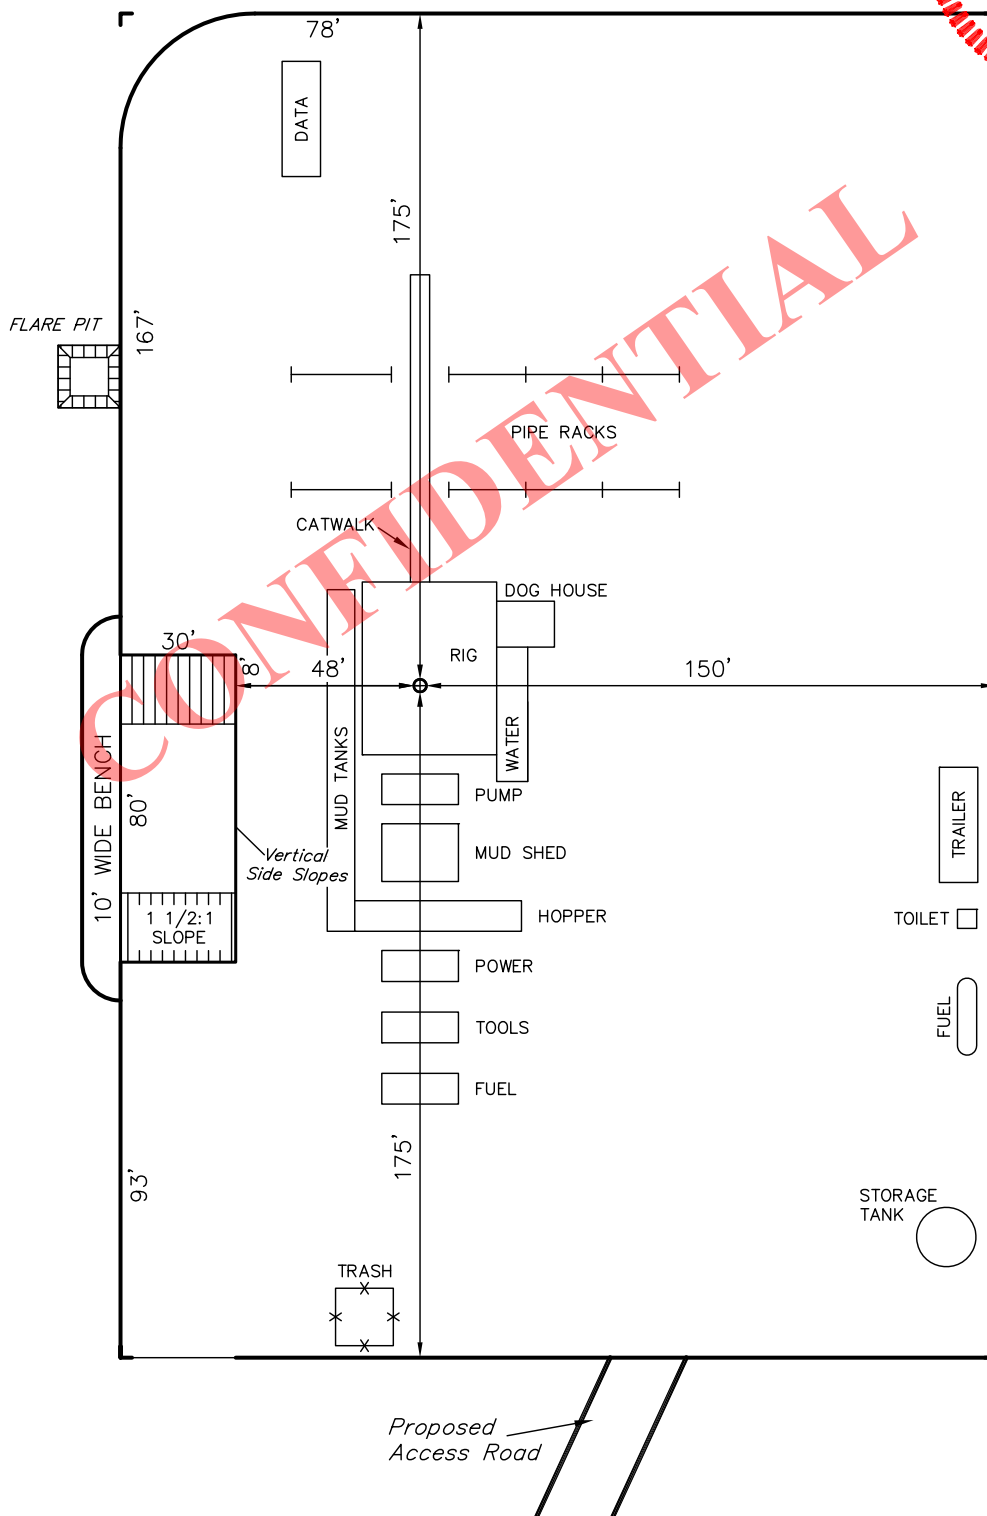 78'
DATA
175'
FLARE PIT
167'
PIPE RACKS
CATWALK
DOG HOUSE
30'
8'
48'
RIG
150'
CONFIDENTIAL
MUD TANKS
WATER
10' WIDE BENCH
80'
PUMP
TRAILER
Vertical
Side Slopes
MUD SHED
1 1/2:1
SLOPE
HOPPER
TOILET
POWER
FUEL
TOOLS
FUEL
175'
93'
STORAGE
TANK
TRASH
Proposed
Access Road